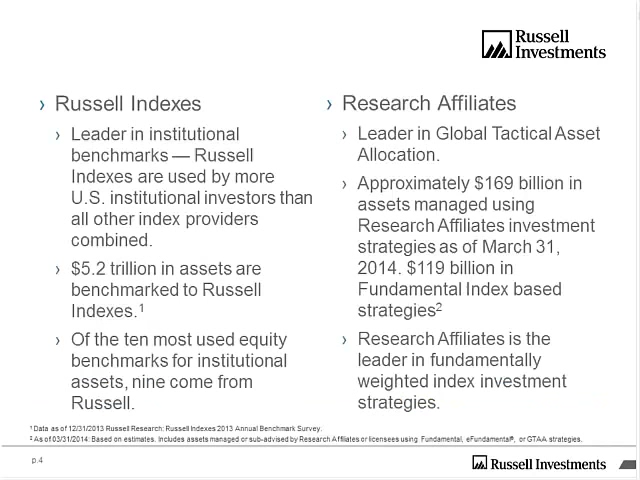 Russell
Investments
› Russell Indexes
› Leader in institutional
benchmarks — Russell
Indexes are used by more
U.S. institutional investors than
all other index providers
combined.
› $5.2 trillion in assets are
benchmarked to Russell
Indexes.1
› Of the ten most used equity
benchmarks for institutional
assets, nine come from
Russell.
› Research Affiliates
› Leader in Global Tactical Asset
Allocation.
› Approximately $169 billion in
assets managed using
Research Affiliates investment
strategies as of March 31,
2014. $119 billion in
Fundamental Index based
strategies2
› Research Affiliates is the
leader in fundamentally
weighted index investment
strategies.
1 Data as of 12/31/2013 Russell Research: Russell Indexes 2013 Annual Benchmark Survey.
2 As of 03/31/2014: Based on estimates. Includes assets managed or sub-advised by Research Affiliates or licensees using Fundamental, eFundamental®, or GTAA strategies.
p.4
Russell Investments